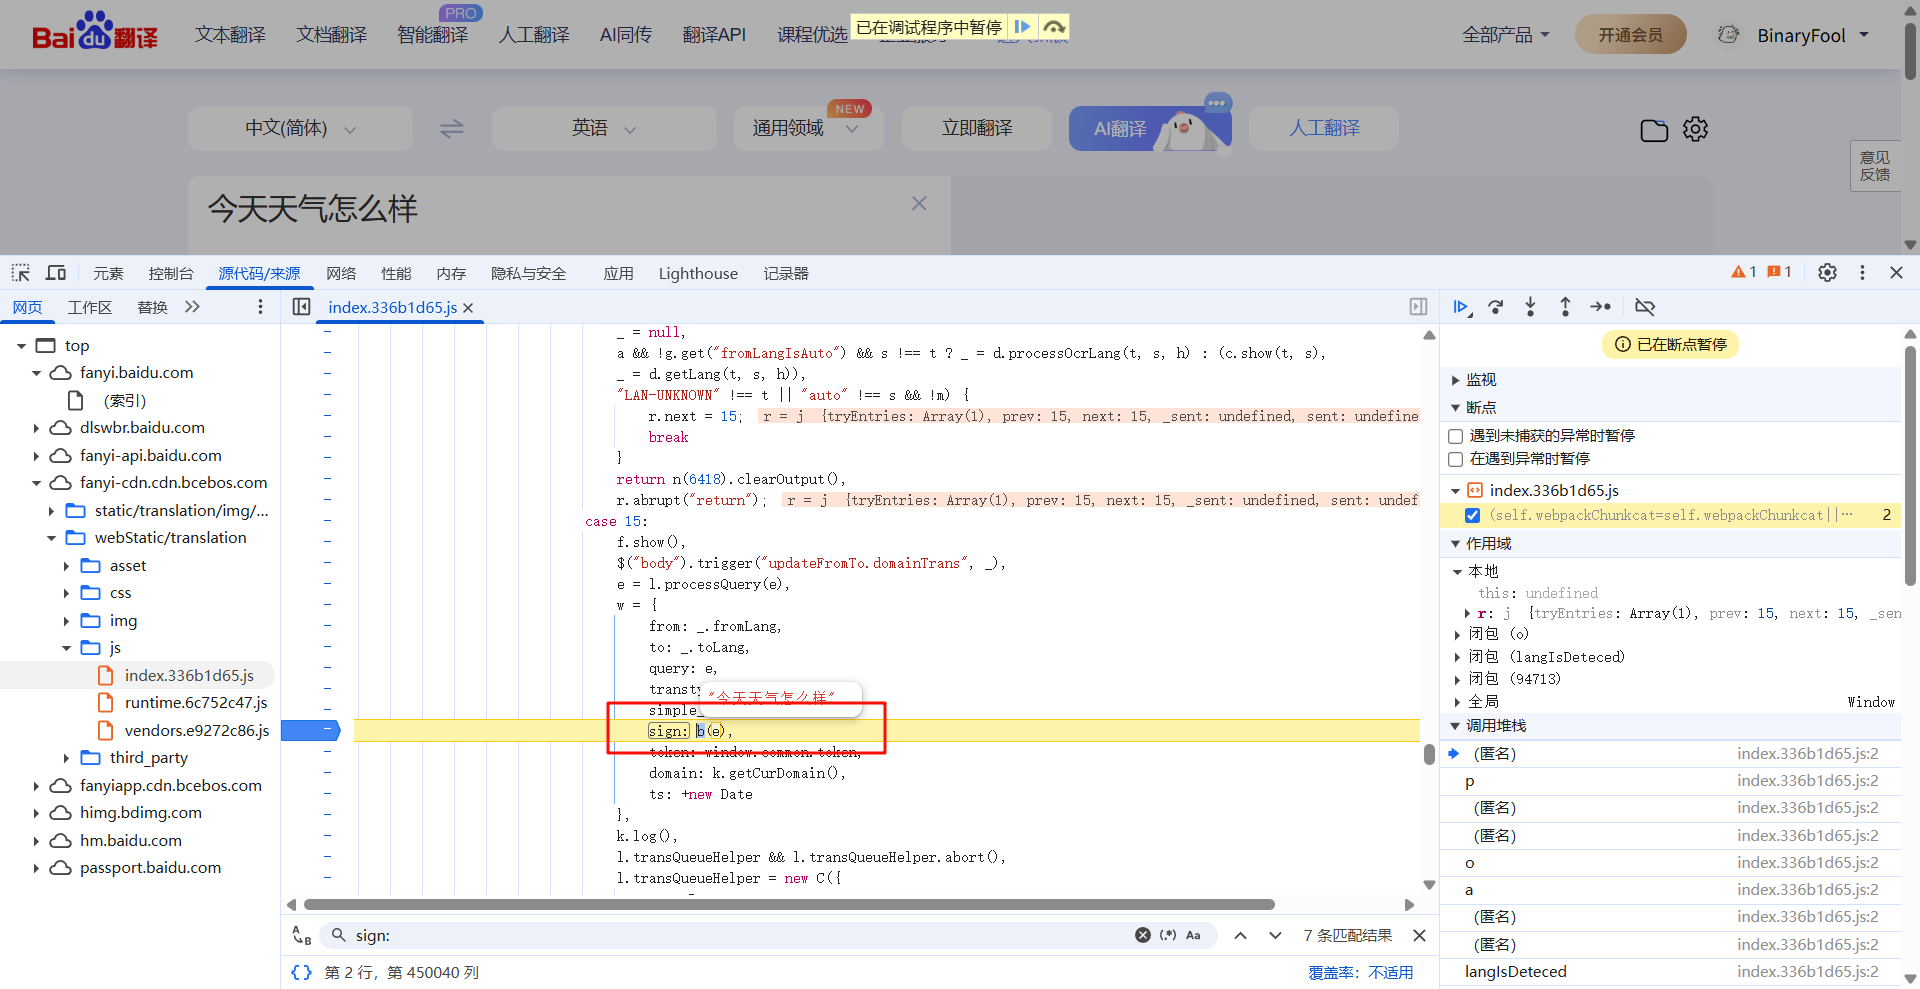 Baidu翻译
文本翻译
文档翻译
智能翻译
PRO
人工翻译
AI同传
翻译API
课程优选
已在调试程序中暂停
全部产品
开通会员
BinaryFool
中文(简体)
英语
通用领域
NEW
立即翻译
AI翻译
人工翻译
意见
反馈
今天天气怎么样
元素
控制台
源代码/来源
网络
性能
内存
隐私与安全
应用
Lighthouse
记录器
1
1
网页
工作区
替换
index.336b1d65.js
top
fanyi.baidu.com
(索引)
dlswbr.baidu.com
fanyi-api.baidu.com
fanyi-cdn.cdn.bcebos.com
static/translation/img/...
webStatic/translation
asset
css
img
js
index.336b1d65.js
runtime.6c752c47.js
vendors.e9272c86.js
third_party
fanyiapp.cdn.bcebos.com
himg.bdimg.com
hm.baidu.com
passport.baidu.com
_ = null,
a && !g.get("fromLangIsAuto") && s !== t ? _ = d.processOcrLang(t, s, h) : (c.show(t, s),
_ = d.getLang(t, s, h)),
"LAN-UNKNOWN" !== t || "auto" !== s && !m) {
r.next = 15; r = j {tryEntries: Array(1), prev: 15, next: 15, _sent: undefined, sent: undefine
break
}
return n(6418).clearOutput(),
r.abrupt("return"); r = j {tryEntries: Array(1), prev: 15, next: 15, _sent: undefined, sent: undef
case 15:
f.show(),
$("body").trigger("updateFromTo.domainTrans", _),
e = l.processQuery(e),
w = {
from: _.fromLang,
to: _.toLang,
query: e,
transty
"今天天气怎么样"
simple_
sign: b(e),
token: window.common.token,
domain: k.getCurDomain(),
ts: +new Date
},
k.log(),
l.transQueueHelper && l.transQueueHelper.abort(),
l.transQueueHelper = new C({
sign:
(.*)
Aa
7 条匹配结果
{} 第 2 行，第 450040 列
覆盖率：不适用
已在断点暂停
监视
断点
遇到未捕获的异常时暂停
在遇到异常时暂停
index.336b1d65.js
(self.webpackChunkcat=self.webpackChunkcat||… 2
作用域
本地
this: undefined
r: j {tryEntries: Array(1), prev: 15, next: 15, _sen
闭包 (o)
闭包 (langIsDeteced)
闭包 (94713)
全局 Window
调用堆栈
(匿名) index.336b1d65.js:2
p index.336b1d65.js:2
(匿名) index.336b1d65.js:2
(匿名) index.336b1d65.js:2
o index.336b1d65.js:2
a index.336b1d65.js:2
(匿名) index.336b1d65.js:2
(匿名) index.336b1d65.js:2
langIsDeteced index.336b1d65.js:2